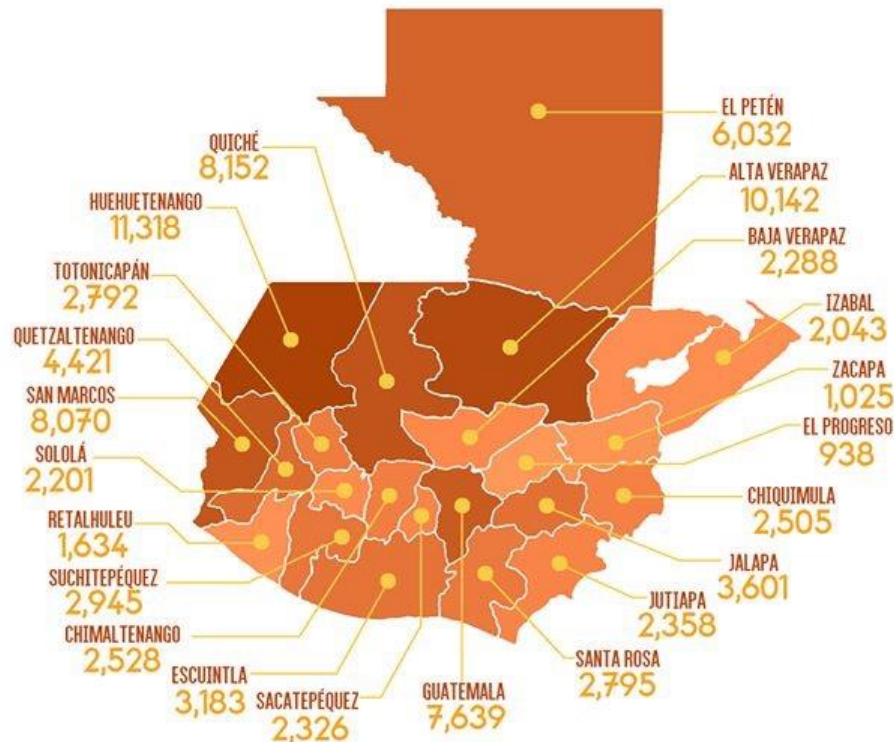 QUICHÉ
8,152
HUEHUETENANGO
11,318
TOTONICAPÁN
2,792
QUETZALTENANGO
4,421
SAN MARCOS
8,070
SOLOLÁ
2,201
RETALHULEU
1,634
SUCHITEPÉQUEZ
2,945
CHIMALTENANGO
2,528
ESCUINTLA
3,183
SACATEPÉQUEZ
2,326
GUATEMALA
7,639
EL PETÉN
6,032
ALTA VERAPAZ
10,142
BAJA VERAPAZ
2,288
IZABAL
2,043
ZACAPA
1,025
EL PROGRESO
938
CHIQUIMULA
2,505
JALAPA
3,601
JUTIAPA
2,358
SANTA ROSA
2,795